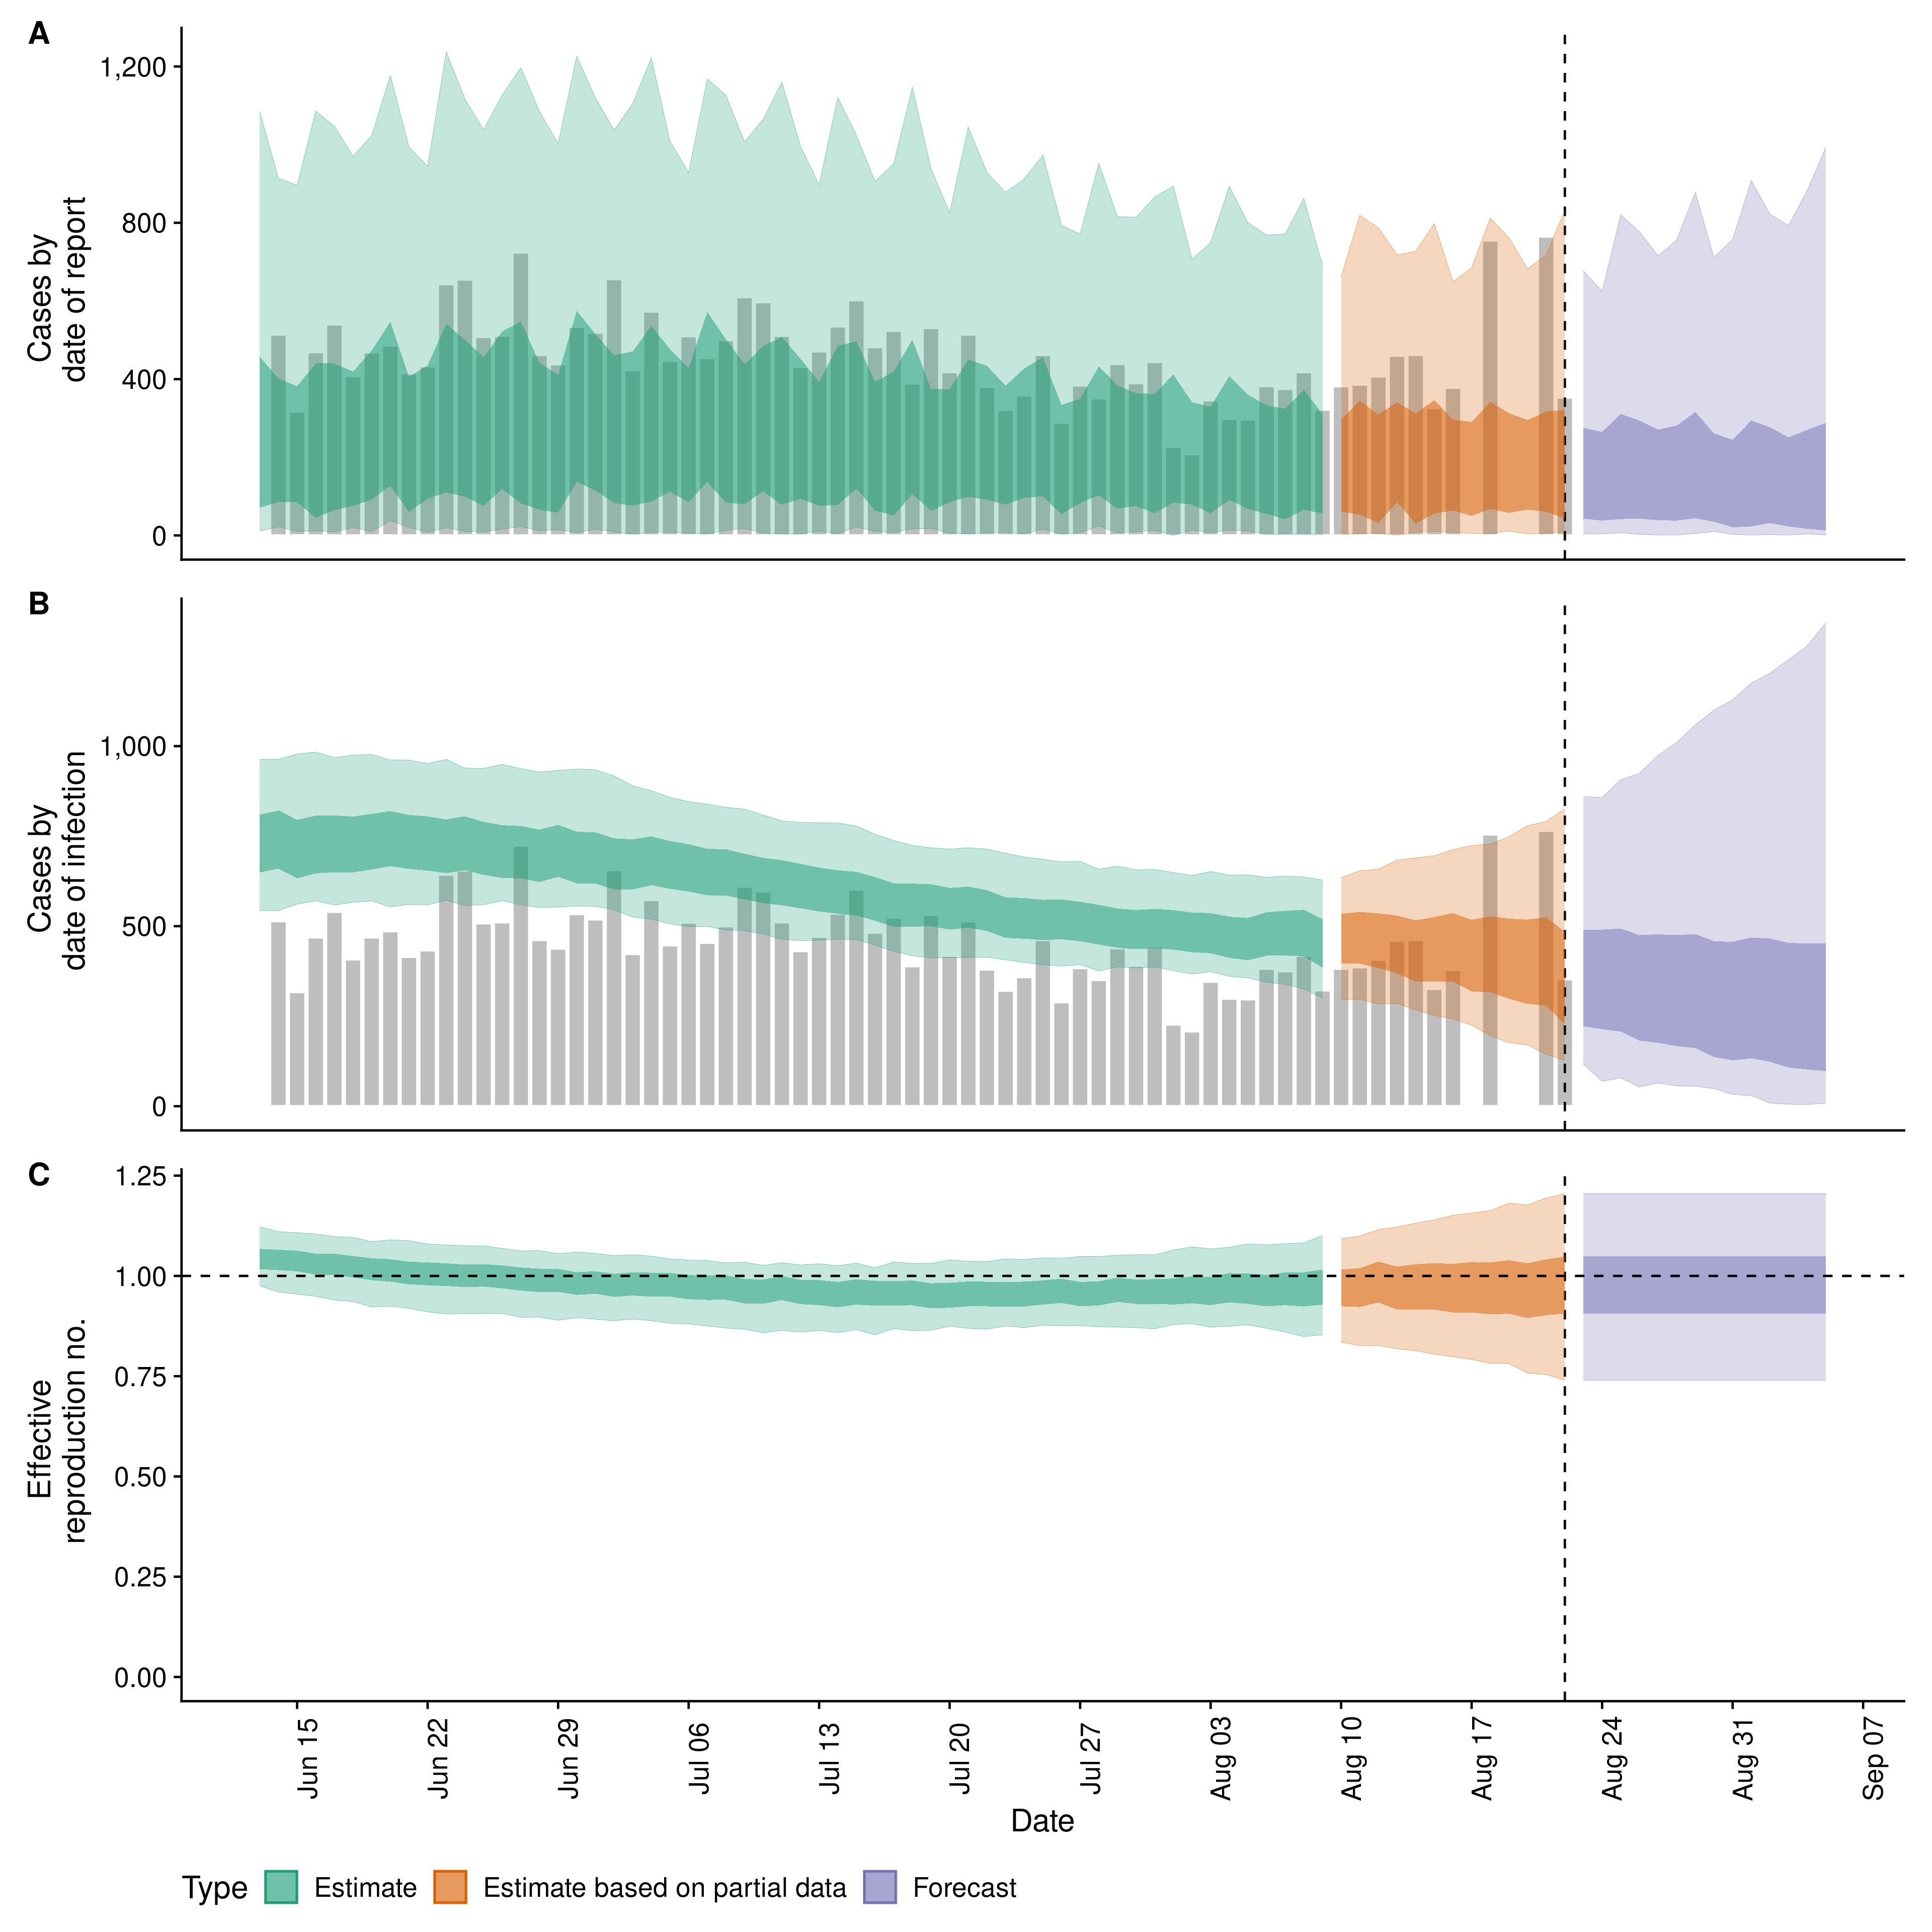 A
1,200
800
400
0
Cases by
date of report
B
1,000
500
0
Cases by
date of infection
C
1.25
1.00
0.75
0.50
0.25
0.00
Effective
reproduction no.
Jun 15
Jun 22
Jun 29
Jul 06
Jul 13
Jul 20
Jul 27
Aug 03
Aug 10
Aug 17
Aug 24
Aug 31
Sep 07
Date
Type Estimate Estimate based on partial data Forecast